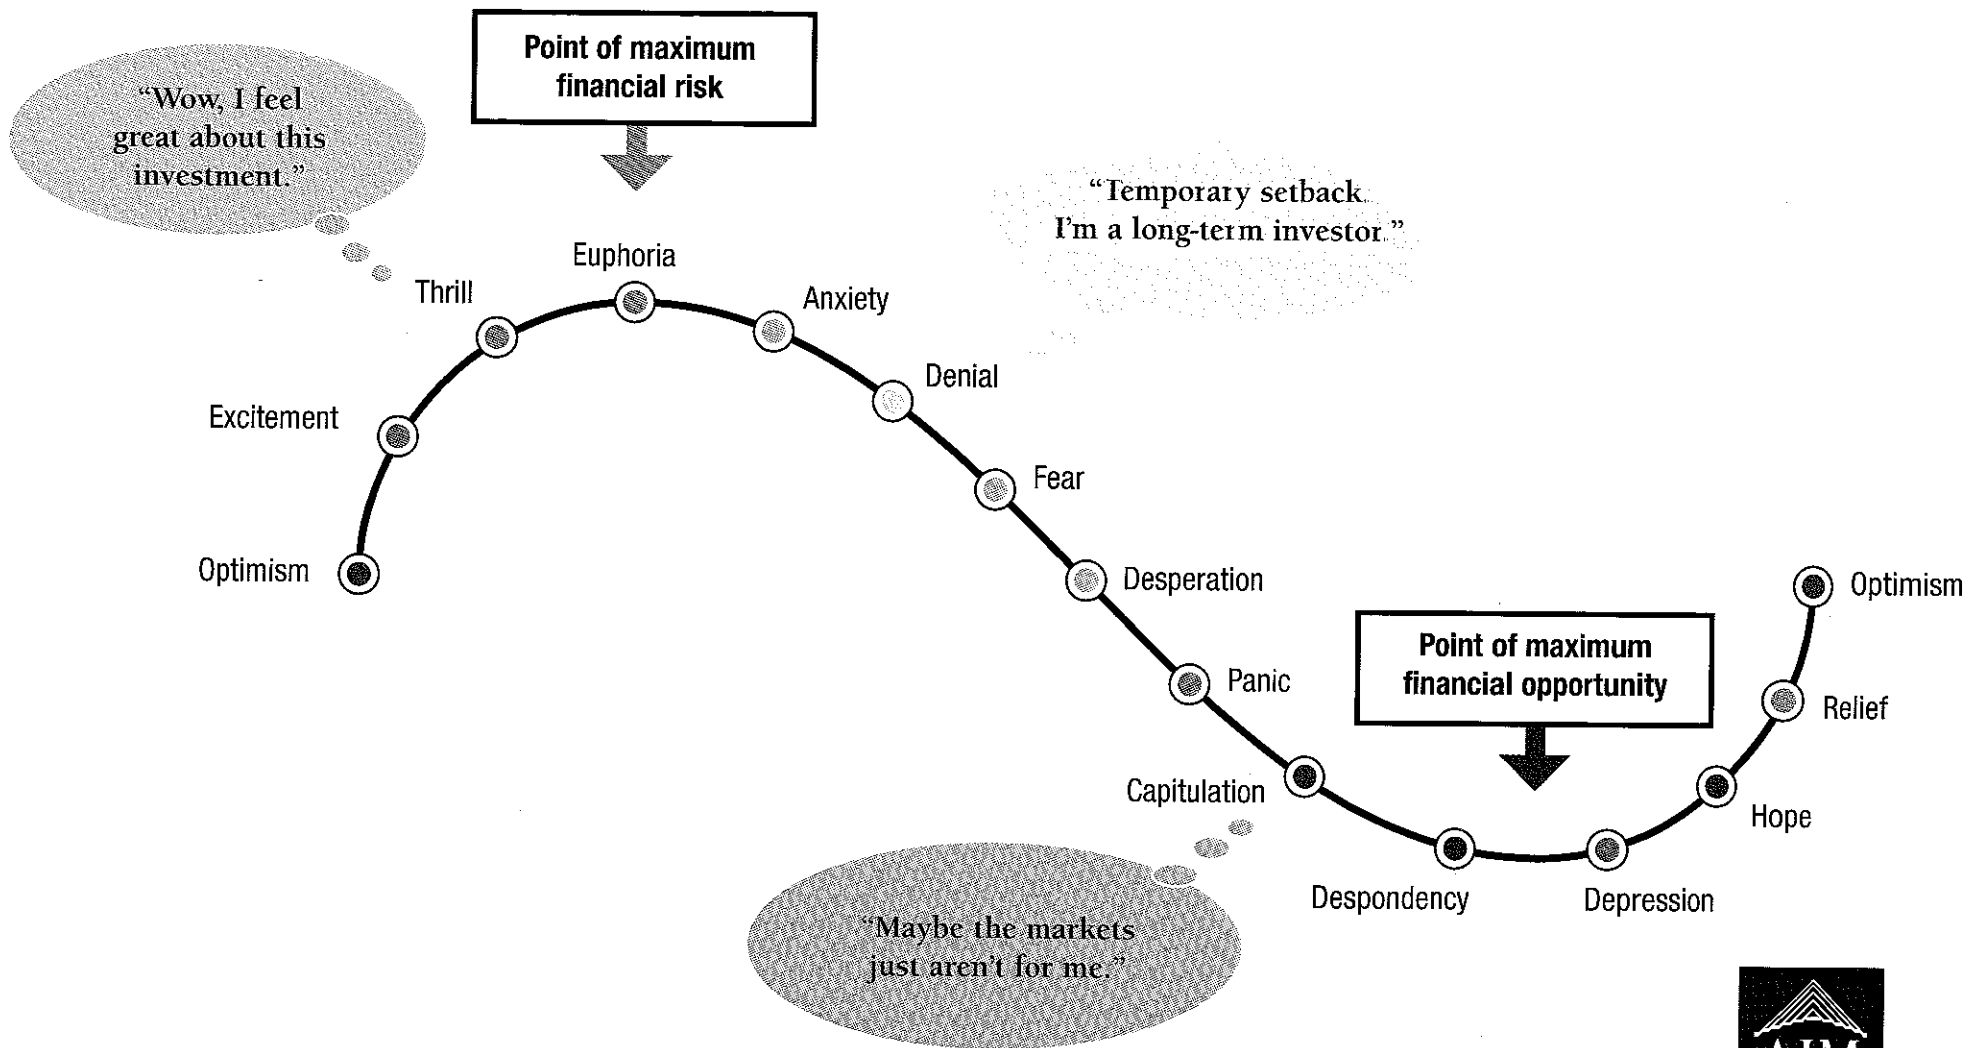 Point of maximum
financial risk
“Wow, I feel
great about this
investment.”
“Temporary setback.
I'm a long-term investor.”
Euphoria
Thrill
Anxiety
Denial
Excitement
Fear
Optimism
Desperation
Optimism
Point of maximum
financial opportunity
Panic
Relief
Capitulation
Hope
Despondency
Depression
“Maybe the markets
just aren't for me.”
AIM